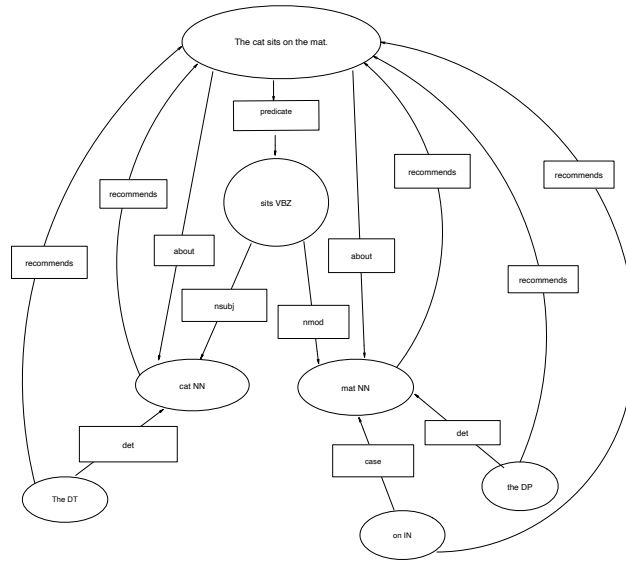 The cat sits on the mat.
predicate
recommends
recommends
recommends
sits VBZ
about
about
recommends
recommends
nsubj
nmod
cat NN
mat NN
det
det
case
The DT
the DP
on IN